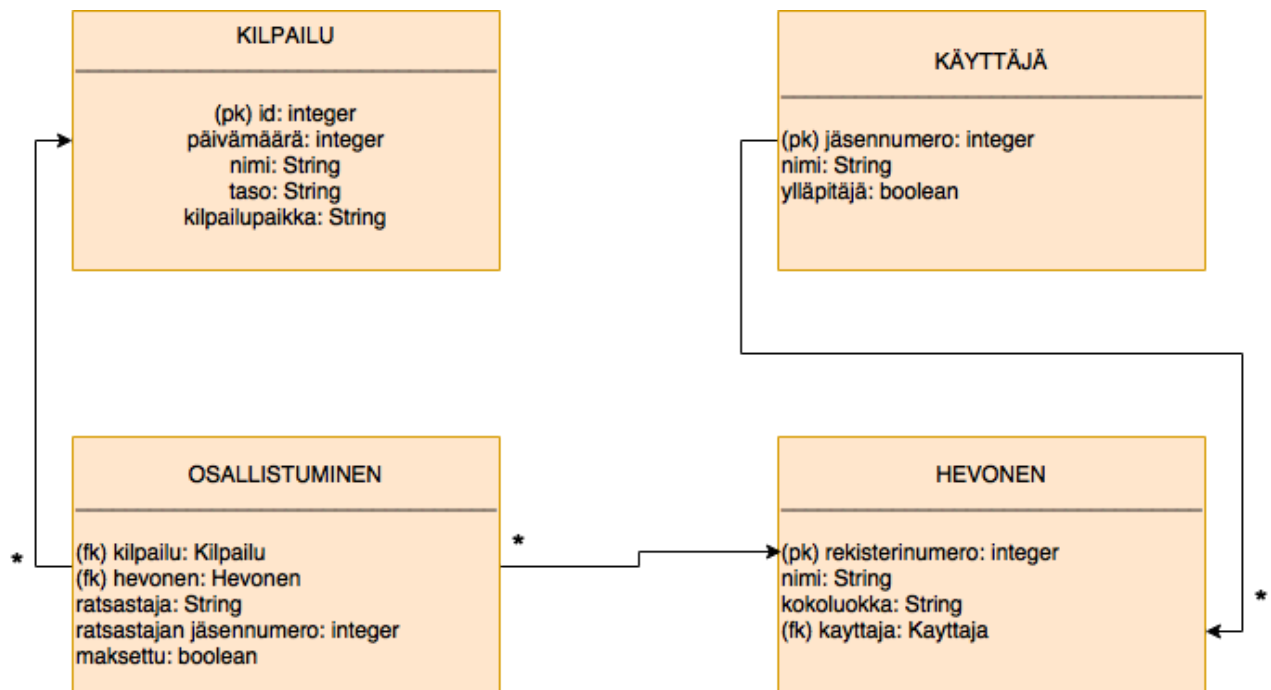 KILPAILU
(pk) id: integer
päivämäärä: integer
nimi: String
taso: String
kilpailupaikka: String
KÄYTTÄJÄ
(pk) jäsennumero: integer
nimi: String
ylläpitäjä: boolean
OSALLISTUMINEN
(fk) kilpailu: Kilpailu
(fk) hevonen: Hevonen
ratsastaja: String
ratsastajan jäsennumero: integer
maksettu: boolean
*
*
HEVONEN
(pk) rekisterinumero: integer
nimi: String
kokoluokka: String
(fk) kayttaja: Kayttaja
*